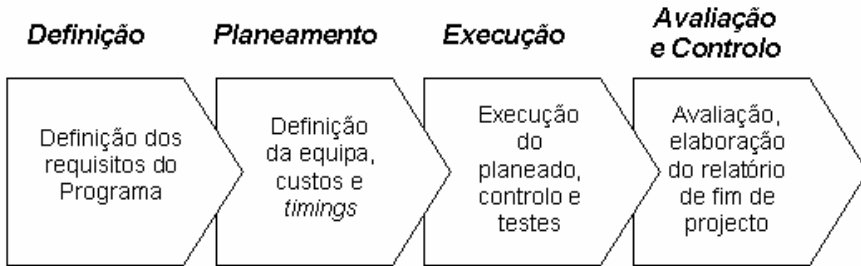 Definição
Planeamento
Execução
Avaliação
e Controlo
Definição dos
requisitos do
Programa
Definição
da equipa,
custos e
timings
Execução
do
planeado,
controlo e
testes
Avaliação,
elaboração
do relatório
de fim de
projecto